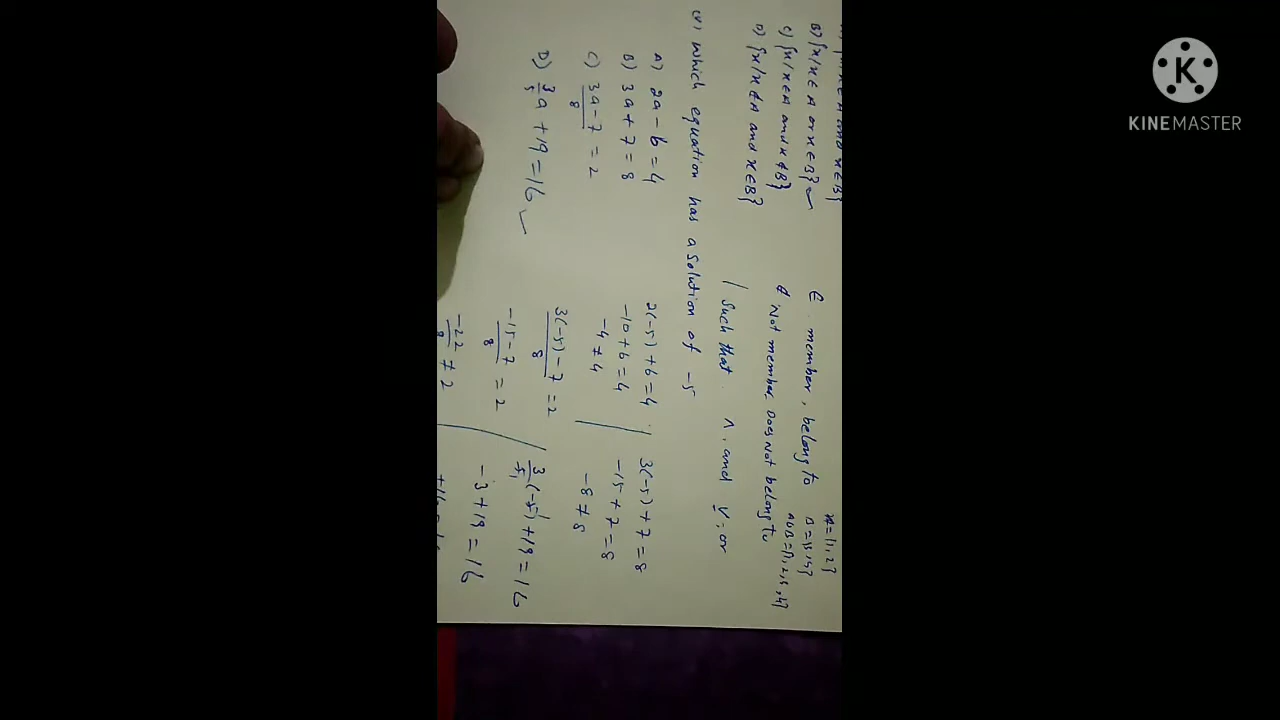 B) {x/x ∈ A or x ∈ B} ✓
C) {x/x ∈ A and x ∉ B}
D) {x/x ∉ A and x ∈ B}
∈ . member, belong to
∉ Not member. Does Not belong to
/ Such that . ∧ . and ∨ : or
A = {1, 2}
(v) which equation has a solution of -5
A) 2a - b = 4
B) 3a + 7 = 8
C) (3a - 7)/8 = 2
D) 3/5 a + 19 = 16 ✓
2(-5) + 6 = 4
-10 + 6 = 4
-4 ≠ 4
3(-5) + 7 = 8
-15 + 7 = 8
-8 ≠ 8
(3(-5) - 7)/8 = 2
(-15 - 7)/8 = 2
-22/8 ≠ 2
3/5 (-5) + 19 = 16
-3 + 19 = 16
KINEMASTER